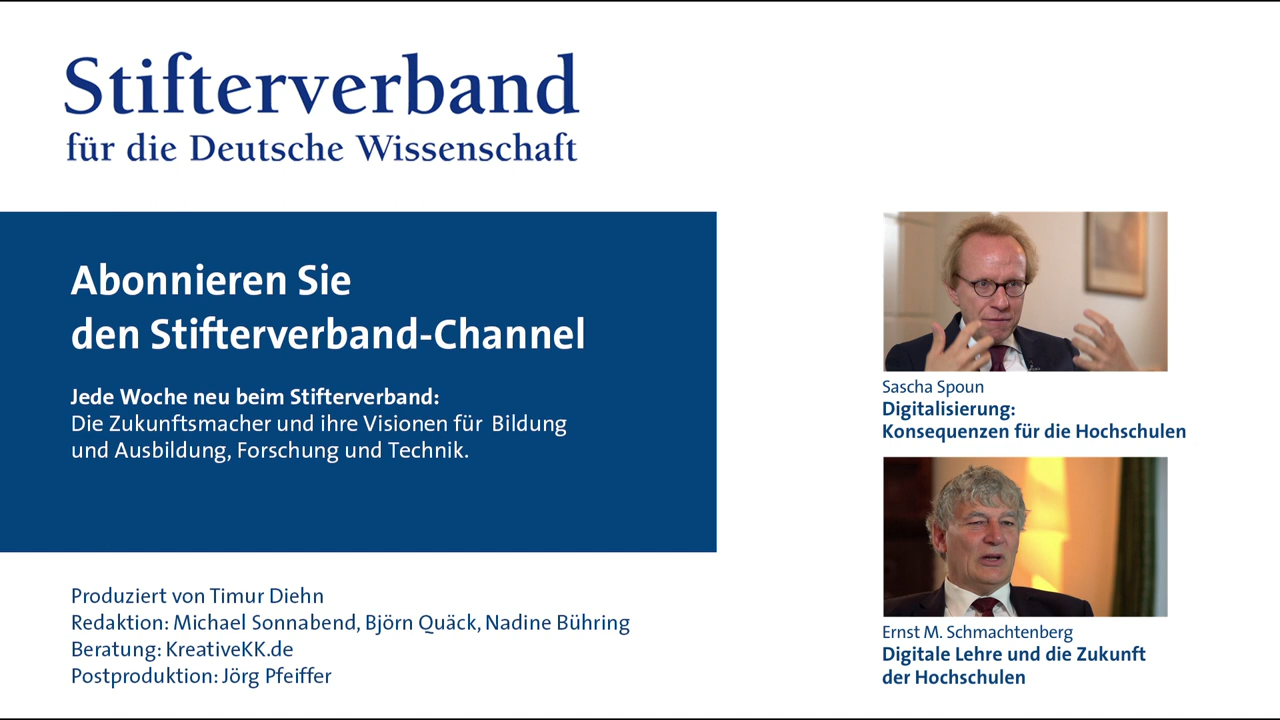 Stifterverband
für die Deutsche Wissenschaft
Abonnieren Sie
den Stifterverband-Channel
Jede Woche neu beim Stifterverband:
Die Zukunftsmacher und ihre Visionen für Bildung
und Ausbildung, Forschung und Technik.
Produziert von Timur Diehn
Redaktion: Michael Sonnabend, Björn Quäck, Nadine Bühring
Beratung: KreativeKK.de
Postproduktion: Jörg Pfeiffer
Sascha Spoun
Digitalisierung:
Konsequenzen für die Hochschulen
Ernst M. Schmachtenberg
Digitale Lehre und die Zukunft
der Hochschulen